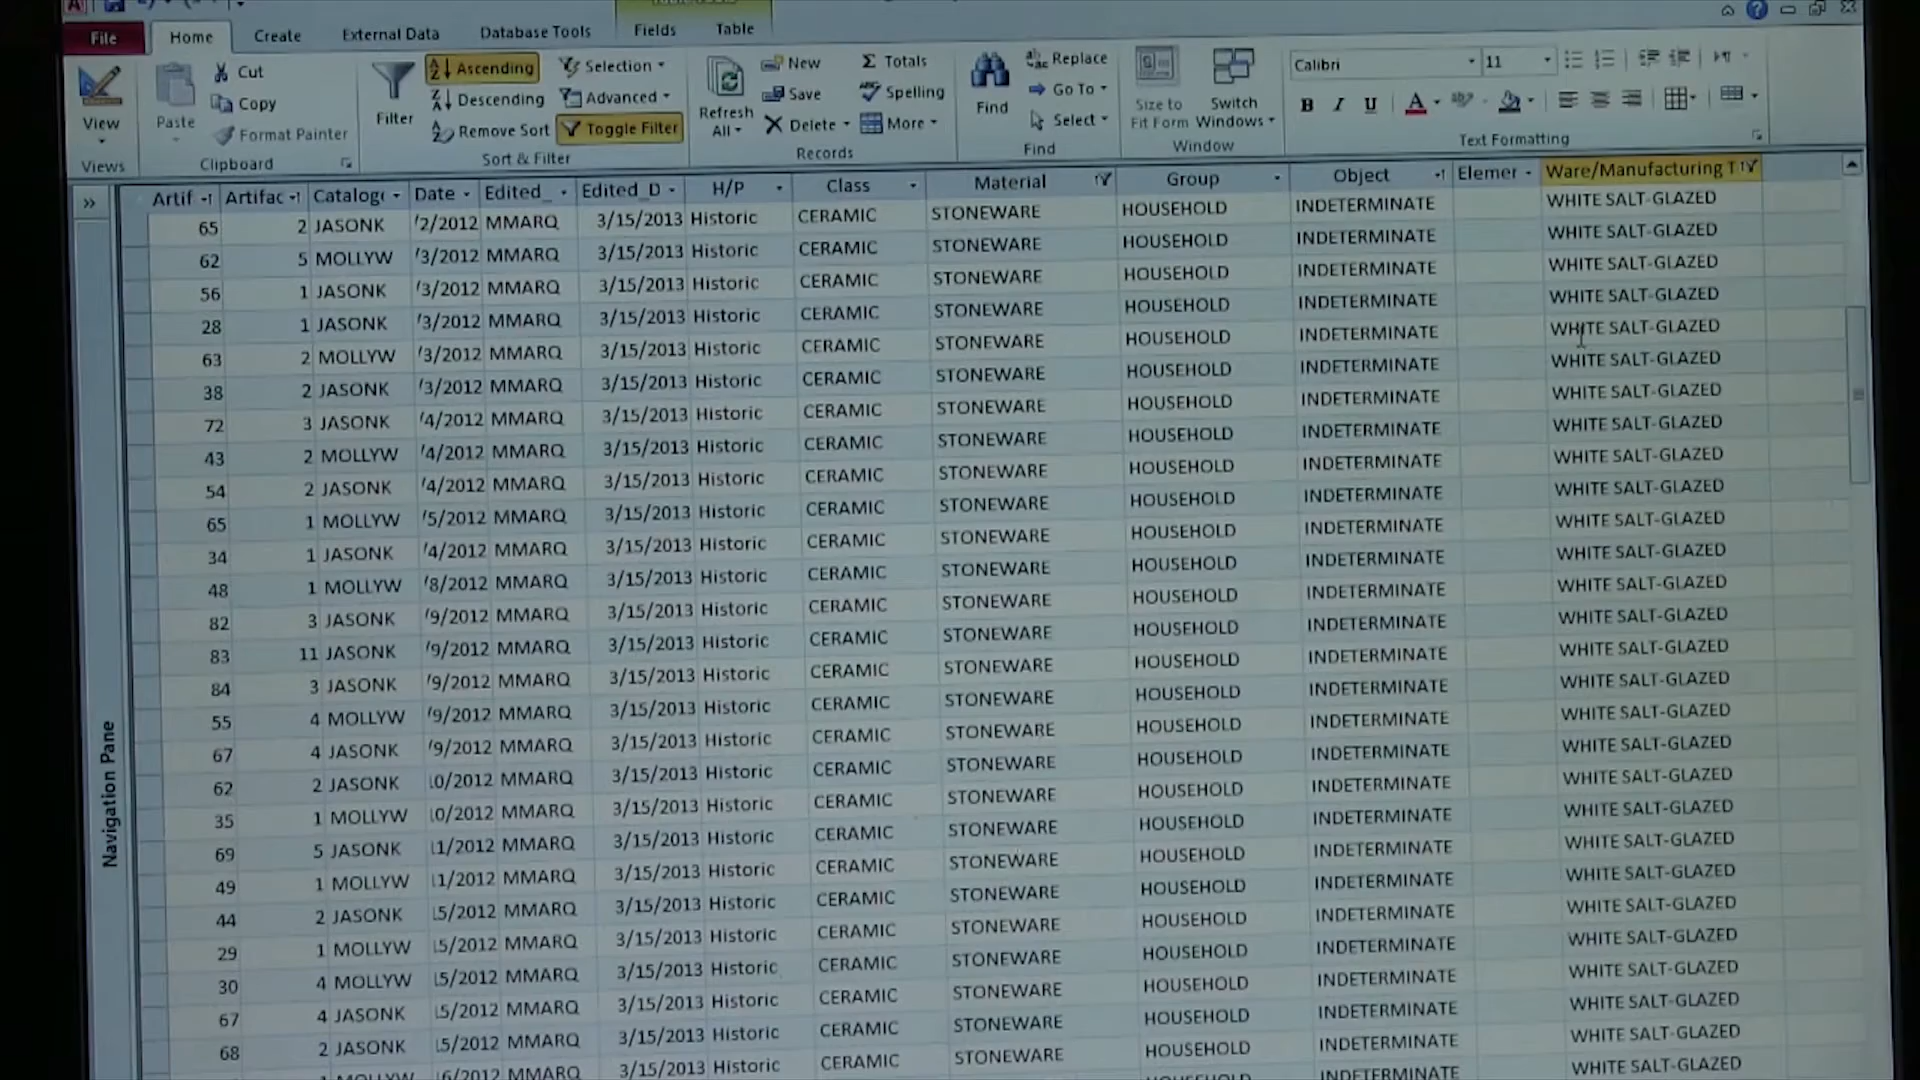 File Home Create External Data Database Tools Fields Table
View Views
Paste Cut Copy Format Painter Clipboard
Filter Ascending Descending Remove Sort Selection Advanced Toggle Filter Sort & Filter
Refresh All New Save Delete Totals Spelling More Records
Find Replace Go To Select Find
Size to Fit Form Switch Windows Window
Calibri 11 B I U A Text Formatting
Artif Artifac Catalog Date Edited_ Edited_D H/P Class Material Group Object Elemer Ware/Manufacturing T
65 2 JASONK /2/2012 MMARQ 3/15/2013 Historic CERAMIC STONEWARE HOUSEHOLD INDETERMINATE WHITE SALT-GLAZED
62 5 MOLLYW /3/2012 MMARQ 3/15/2013 Historic CERAMIC STONEWARE HOUSEHOLD INDETERMINATE WHITE SALT-GLAZED
56 1 JASONK /3/2012 MMARQ 3/15/2013 Historic CERAMIC STONEWARE HOUSEHOLD INDETERMINATE WHITE SALT-GLAZED
28 1 JASONK /3/2012 MMARQ 3/15/2013 Historic CERAMIC STONEWARE HOUSEHOLD INDETERMINATE WHITE SALT-GLAZED
63 2 MOLLYW /3/2012 MMARQ 3/15/2013 Historic CERAMIC STONEWARE HOUSEHOLD INDETERMINATE WHITE SALT-GLAZED
38 2 JASONK /3/2012 MMARQ 3/15/2013 Historic CERAMIC STONEWARE HOUSEHOLD INDETERMINATE WHITE SALT-GLAZED
72 3 JASONK /4/2012 MMARQ 3/15/2013 Historic CERAMIC STONEWARE HOUSEHOLD INDETERMINATE WHITE SALT-GLAZED
43 2 MOLLYW /4/2012 MMARQ 3/15/2013 Historic CERAMIC STONEWARE HOUSEHOLD INDETERMINATE WHITE SALT-GLAZED
54 2 JASONK /4/2012 MMARQ 3/15/2013 Historic CERAMIC STONEWARE HOUSEHOLD INDETERMINATE WHITE SALT-GLAZED
65 1 MOLLYW /5/2012 MMARQ 3/15/2013 Historic CERAMIC STONEWARE HOUSEHOLD INDETERMINATE WHITE SALT-GLAZED
34 1 JASONK /4/2012 MMARQ 3/15/2013 Historic CERAMIC STONEWARE HOUSEHOLD INDETERMINATE WHITE SALT-GLAZED
48 1 MOLLYW /8/2012 MMARQ 3/15/2013 Historic CERAMIC STONEWARE HOUSEHOLD INDETERMINATE WHITE SALT-GLAZED
82 3 JASONK /9/2012 MMARQ 3/15/2013 Historic CERAMIC STONEWARE HOUSEHOLD INDETERMINATE WHITE SALT-GLAZED
83 11 JASONK /9/2012 MMARQ 3/15/2013 Historic CERAMIC STONEWARE HOUSEHOLD INDETERMINATE WHITE SALT-GLAZED
84 3 JASONK /9/2012 MMARQ 3/15/2013 Historic CERAMIC STONEWARE HOUSEHOLD INDETERMINATE WHITE SALT-GLAZED
55 4 MOLLYW /9/2012 MMARQ 3/15/2013 Historic CERAMIC STONEWARE HOUSEHOLD INDETERMINATE WHITE SALT-GLAZED
67 4 JASONK /9/2012 MMARQ 3/15/2013 Historic CERAMIC STONEWARE HOUSEHOLD INDETERMINATE WHITE SALT-GLAZED
62 2 JASONK 0/2012 MMARQ 3/15/2013 Historic CERAMIC STONEWARE HOUSEHOLD INDETERMINATE WHITE SALT-GLAZED
35 1 MOLLYW 0/2012 MMARQ 3/15/2013 Historic CERAMIC STONEWARE HOUSEHOLD INDETERMINATE WHITE SALT-GLAZED
69 5 JASONK 1/2012 MMARQ 3/15/2013 Historic CERAMIC STONEWARE HOUSEHOLD INDETERMINATE WHITE SALT-GLAZED
49 1 MOLLYW 1/2012 MMARQ 3/15/2013 Historic CERAMIC STONEWARE HOUSEHOLD INDETERMINATE WHITE SALT-GLAZED
44 2 JASONK 5/2012 MMARQ 3/15/2013 Historic CERAMIC STONEWARE HOUSEHOLD INDETERMINATE WHITE SALT-GLAZED
29 1 MOLLYW 5/2012 MMARQ 3/15/2013 Historic CERAMIC STONEWARE HOUSEHOLD INDETERMINATE WHITE SALT-GLAZED
30 4 MOLLYW 5/2012 MMARQ 3/15/2013 Historic CERAMIC STONEWARE HOUSEHOLD INDETERMINATE WHITE SALT-GLAZED
67 4 JASONK 5/2012 MMARQ 3/15/2013 Historic CERAMIC STONEWARE HOUSEHOLD INDETERMINATE WHITE SALT-GLAZED
68 2 JASONK 5/2012 MMARQ 3/15/2013 Historic CERAMIC STONEWARE HOUSEHOLD INDETERMINATE WHITE SALT-GLAZED
MOLLYW 6/2012 MMARQ 3/15/2013 Historic CERAMIC STONEWARE HOUSEHOLD INDETERMINATE WHITE SALT-GLAZED
Navigation Pane